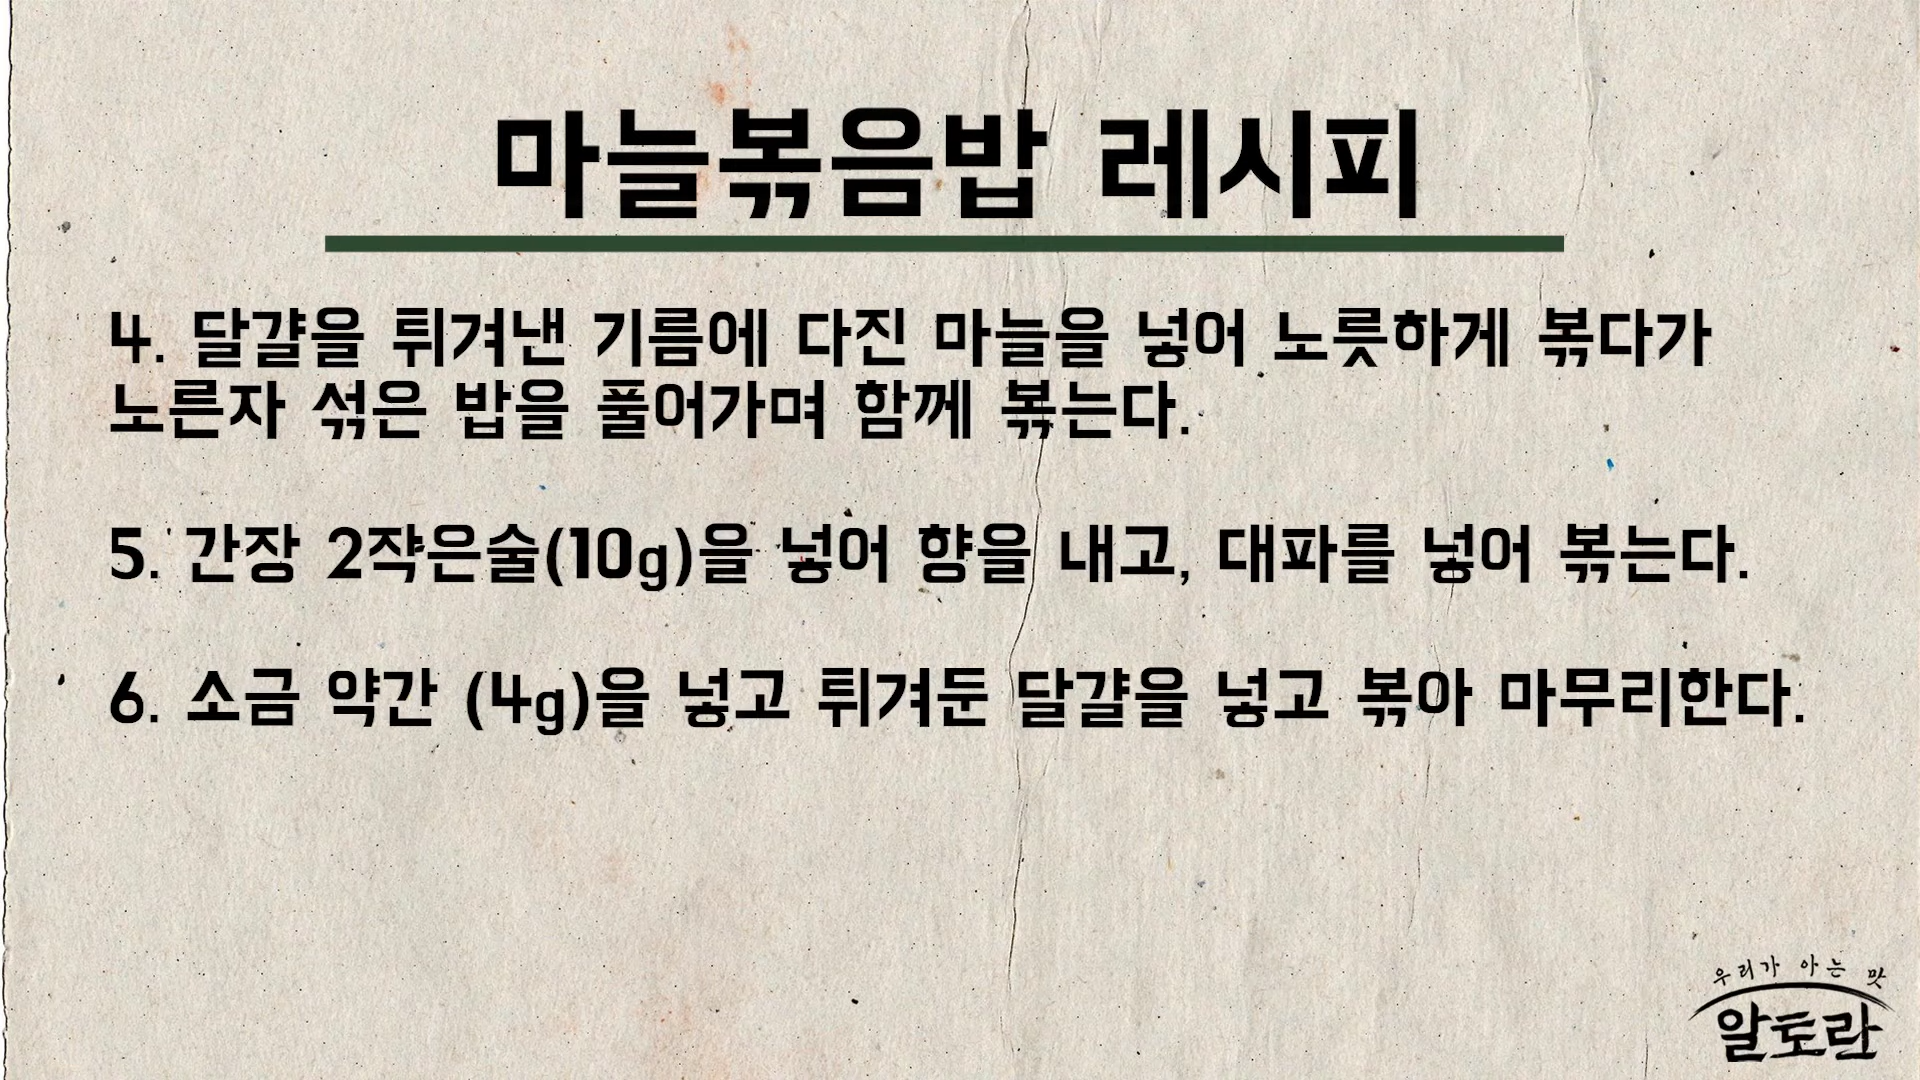 마늘볶음밥 레시피
4. 달걀을 튀겨낸 기름에 다진 마늘을 넣어 노릇하게 볶다가
노른자 섞은 밥을 풀어가며 함께 볶는다.
5. 간장 2작은술(10g)을 넣어 향을 내고, 대파를 넣어 볶는다.
6. 소금 약간 (4g)을 넣고 튀겨둔 달걀을 넣고 볶아 마무리한다.
우리가 아는 맛
알토란